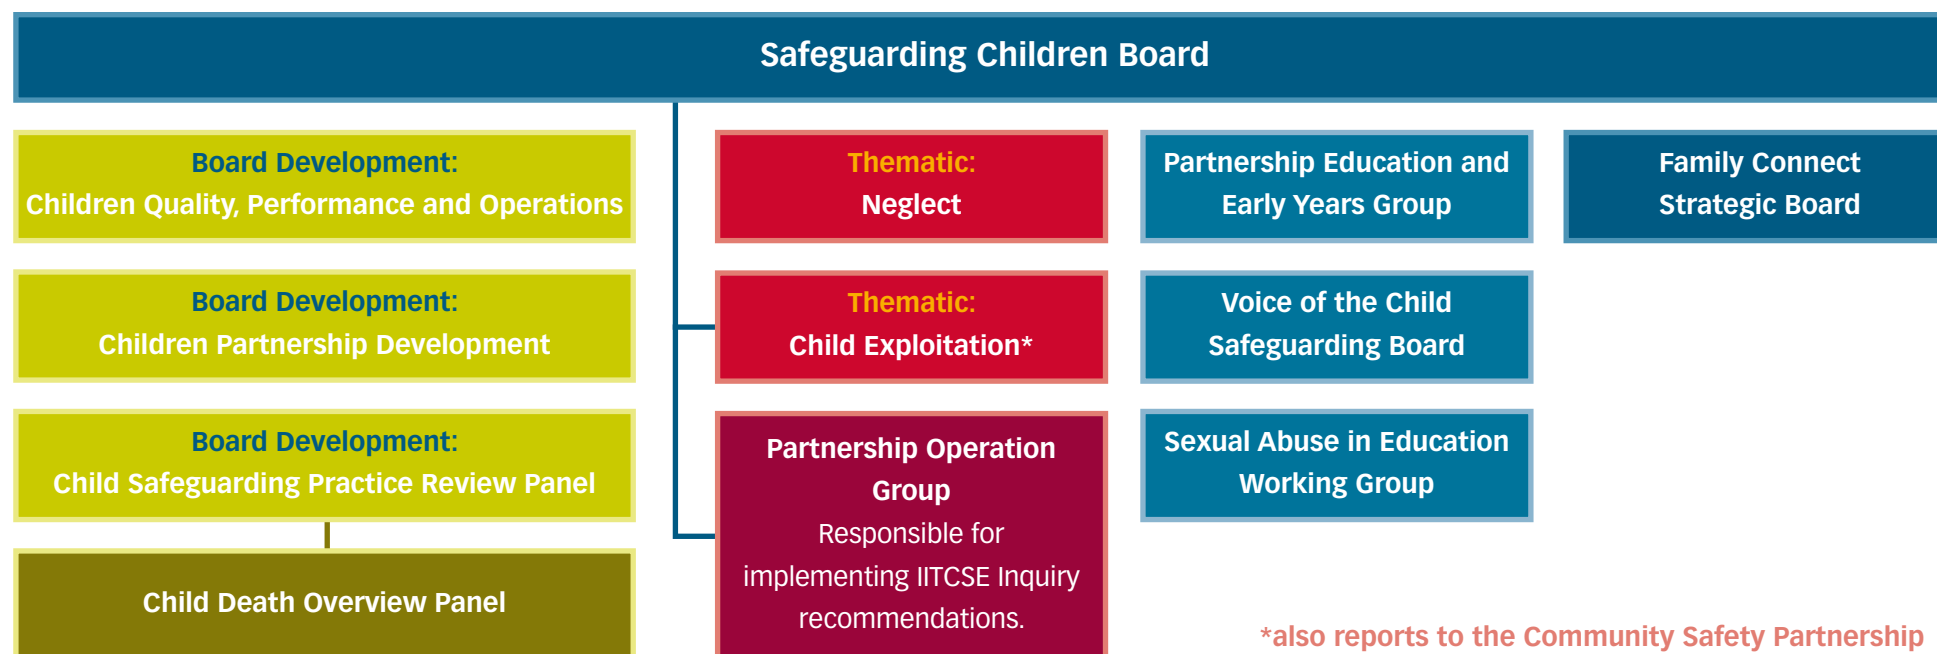 Safeguarding Children Board
Board Development:
Children Quality, Performance and Operations
Board Development:
Children Partnership Development
Board Development:
Child Safeguarding Practice Review Panel
Child Death Overview Panel
Thematic:
Neglect
Thematic:
Child Exploitation*
Partnership Operation
Group
Responsible for
implementing IITCSE Inquiry
recommendations.
Partnership Education and
Early Years Group
Voice of the Child
Safeguarding Board
Sexual Abuse in Education
Working Group
Family Connect
Strategic Board
*also reports to the Community Safety Partnership